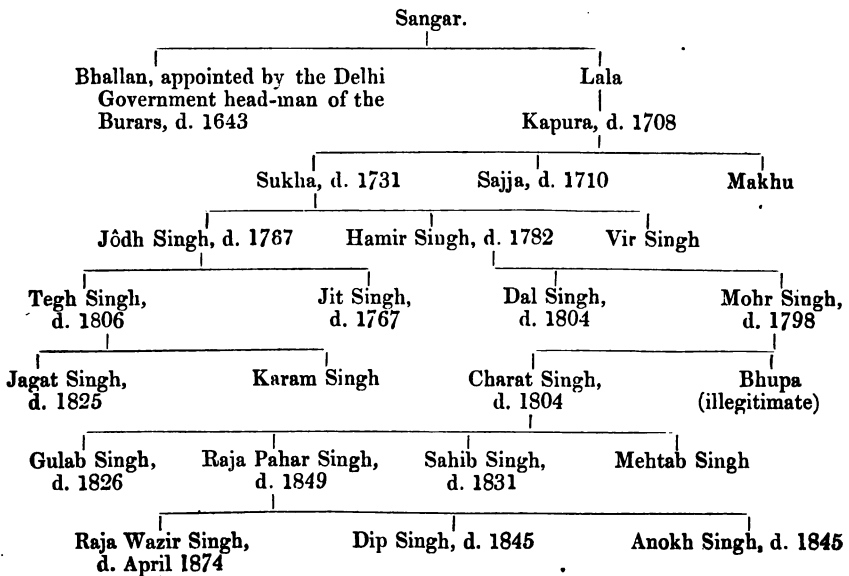 Sangar.
Bhallan, appointed by the Delhi
Government head-man of the
Burars, d. 1643
Lala
Kapura, d. 1708
Sukha, d. 1731
Sajja, d. 1710
Makhu
Jôdh Singh, d. 1767
Hamir Singh, d. 1782
Vir Singh
Tegh Singh,
d. 1806
Jit Singh,
d. 1767
Dal Singh,
d. 1804
Mohr Singh,
d. 1798
Jagat Singh,
d. 1825
Karam Singh
Charat Singh,
d. 1804
Bhupa
(illegitimate)
Gulab Singh,
d. 1826
Raja Pahar Singh,
d. 1849
Sahib Singh,
d. 1831
Mehtab Singh
Raja Wazir Singh,
d. April 1874
Dip Singh, d. 1845
Anokh Singh, d. 1845